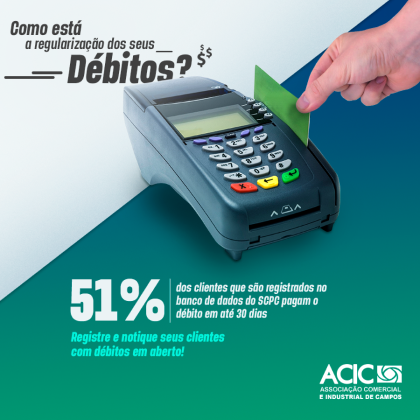 Como está
a regularização dos seus
Débitos?
$$$
51%
dos clientes que são registrados no
banco de dados do SCPC pagam o
débito em até 30 dias
Registre e notique seus clientes
com débitos em aberto!
ACIC
ASSOCIAÇÃO COMERCIAL
E INDUSTRIAL DE CAMPOS